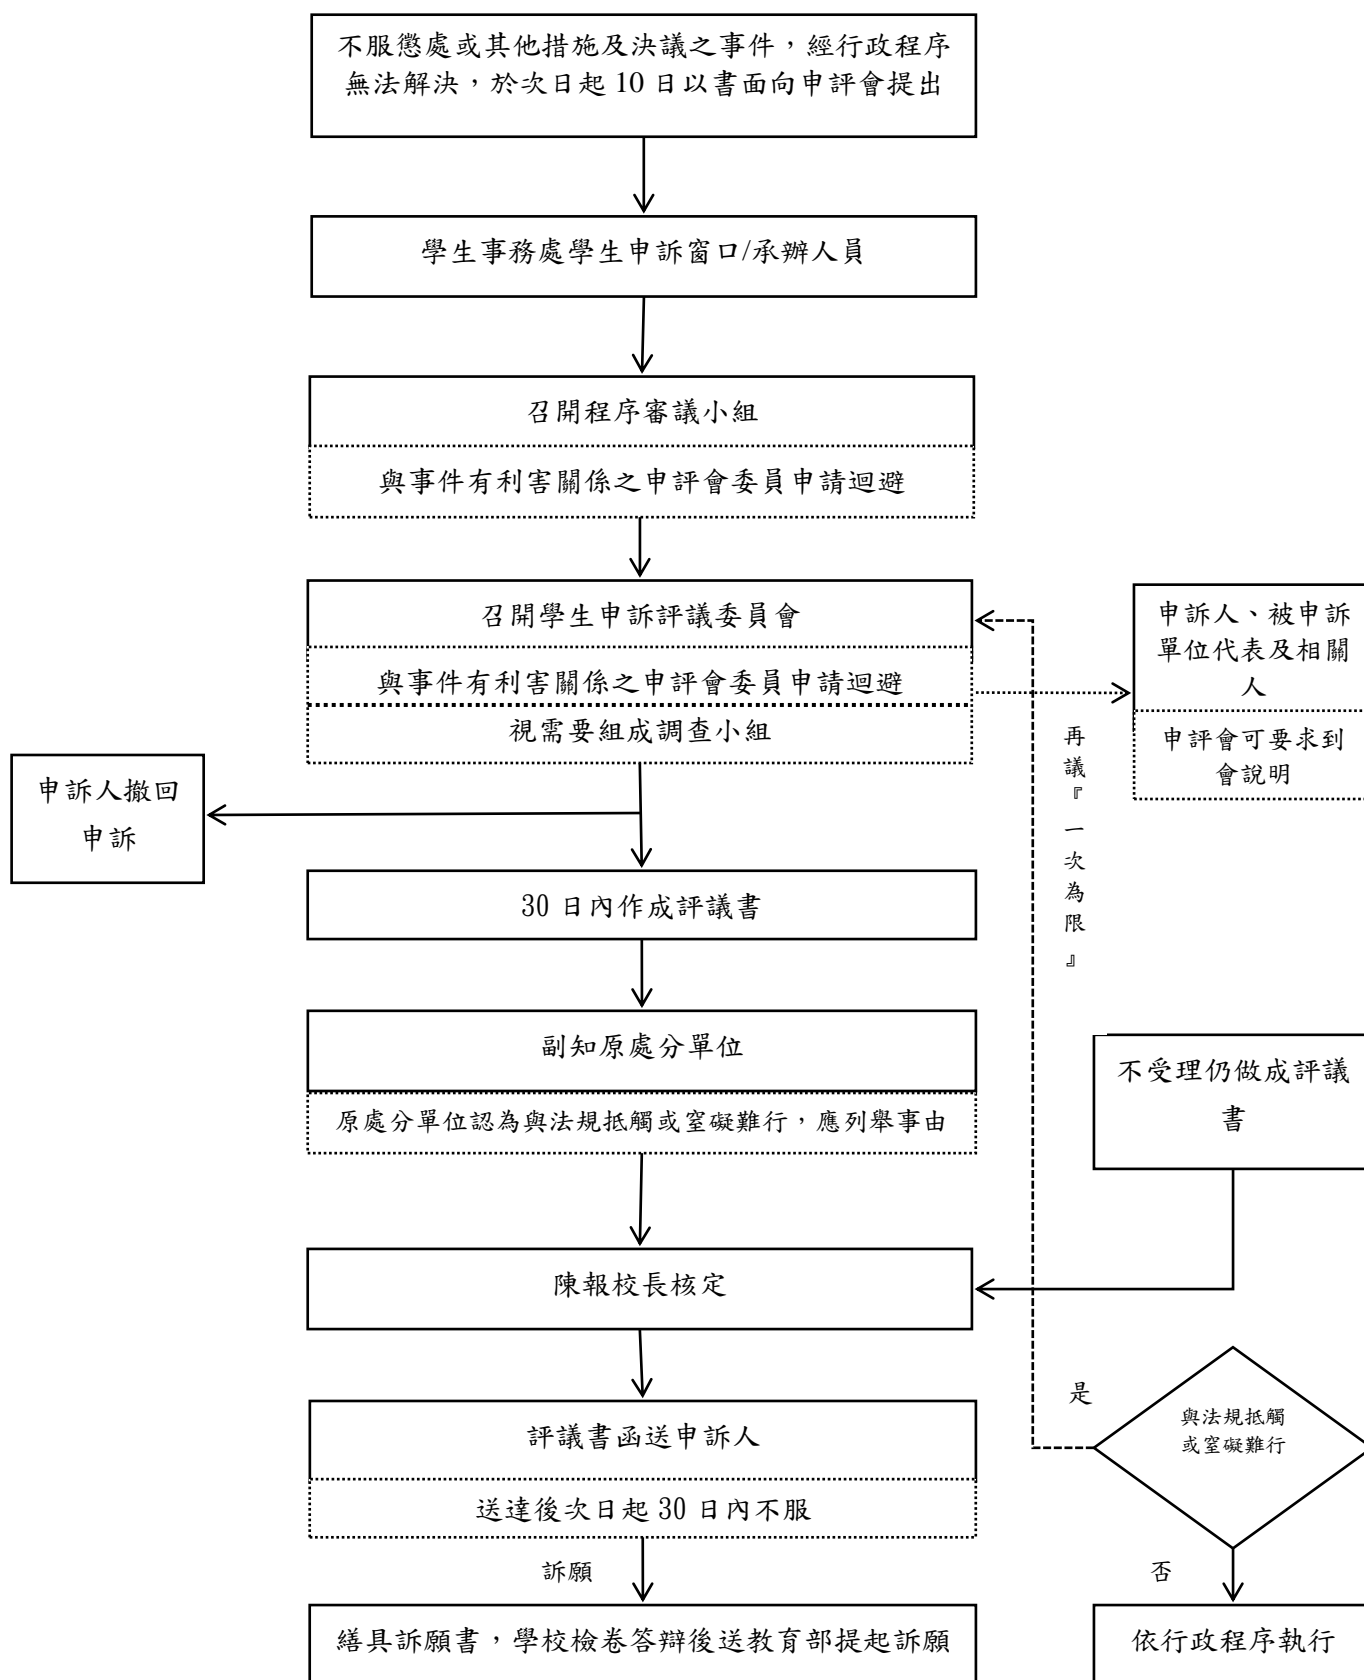 不服懲處或其他措施及決議之事件，經行政程序
無法解決，於次日起 10 日以書面向申評會提出
學生事務處學生申訴窗口/承辦人員
召開程序審議小組
與事件有利害關係之申評會委員申請迴避
召開學生申訴評議委員會
與事件有利害關係之申評會委員申請迴避
視需要組成調查小組
申訴人、被申訴
單位代表及相關
人
申評會可要求到
會說明
再議『一次為限』
申訴人撤回
申訴
30 日內作成評議書
副知原處分單位
原處分單位認為與法規抵觸或窒礙難行，應列舉事由
不受理仍做成評議
書
陳報校長核定
評議書函送申訴人
送達後次日起 30 日內不服
是
與法規抵觸
或窒礙難行
訴願
否
繕具訴願書，學校檢卷答辯後送教育部提起訴願
依行政程序執行